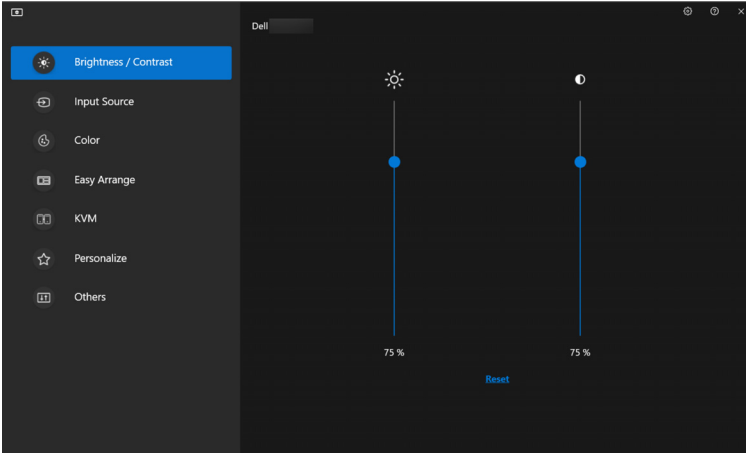 Dell
Brightness / Contrast
Input Source
Color
Easy Arrange
KVM
Personalize
Others
75 %
75 %
Reset